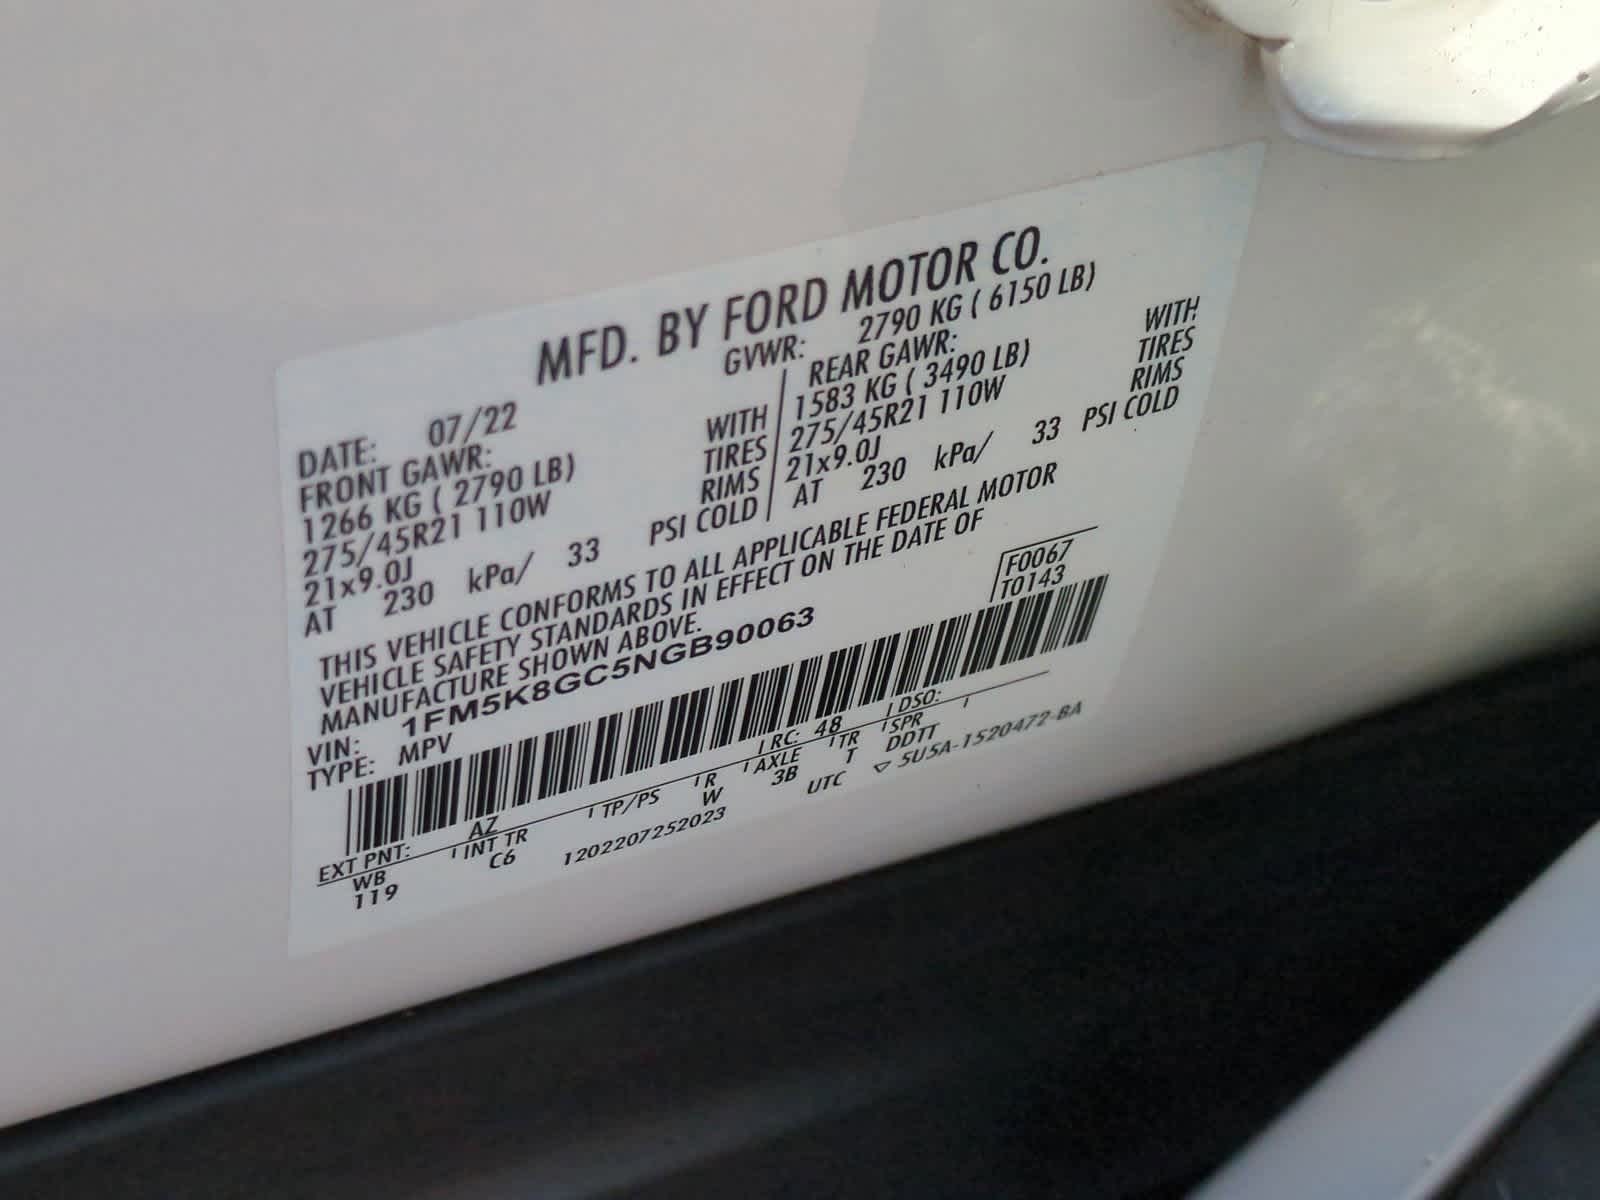 MFD. BY FORD MOTOR CO.
DATE: 07/22 GVWR: 2790 KG ( 6150 LB)
FRONT GAWR: REAR GAWR:
1266 KG ( 2790 LB) WITH 1583 KG ( 3490 LB) WITH
275/45R21 110W TIRES 275/45R21 110W TIRES
21x9.0J RIMS 21x9.0J RIMS
AT 230 kPa/ 33 PSI COLD AT 230 kPa/ 33 PSI COLD
THIS VEHICLE CONFORMS TO ALL APPLICABLE FEDERAL MOTOR
VEHICLE SAFETY STANDARDS IN EFFECT ON THE DATE OF
MANUFACTURE SHOWN ABOVE.
VIN: 1FM5K8GC5NGB90063 F0067
TYPE: MPV T0143
EXT PNT: AZ RC: 48 DSO:
WB INT TR TP/PS R AXLE TR SPR
119 C6 W 3B T DDTT
1202207252023 UTC ▽ 5U5A-1520472-BA